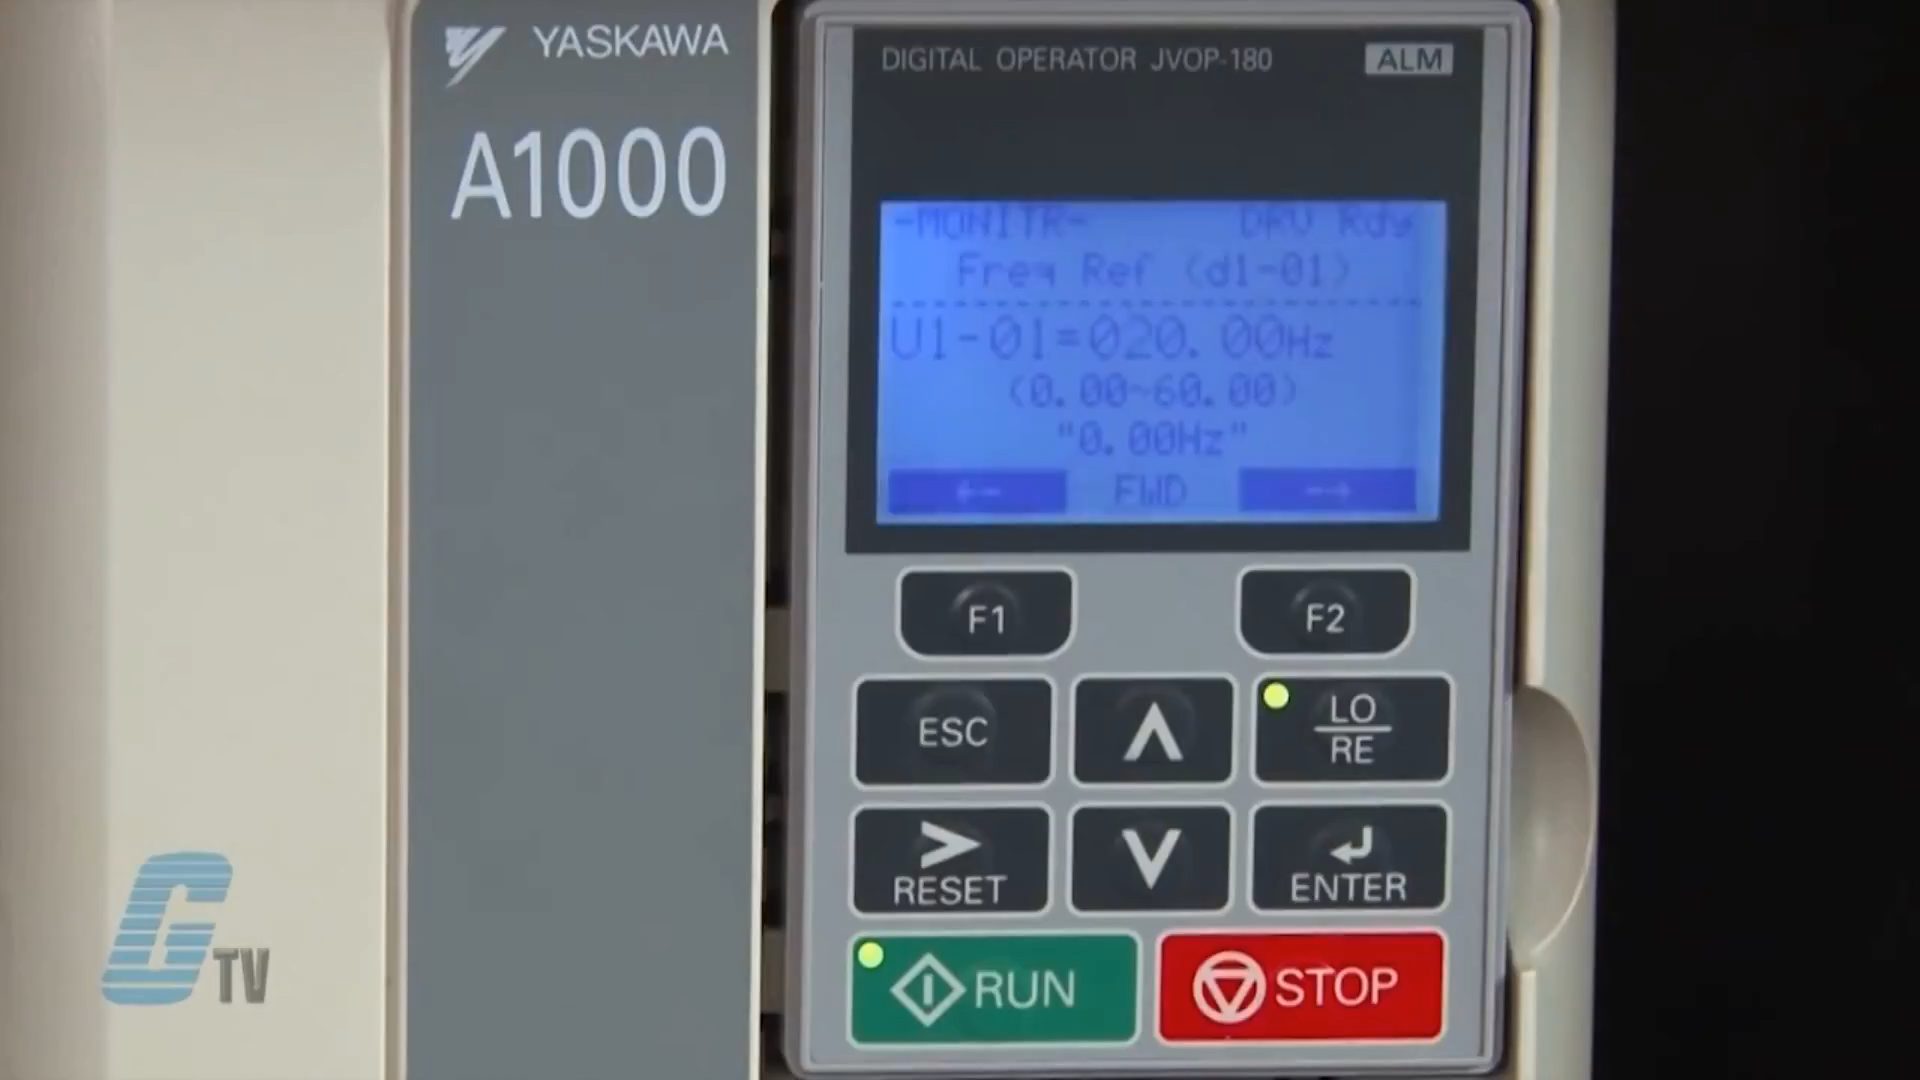 YASKAWA
A1000
DIGITAL OPERATOR JVOP-180
ALM
-MONITR- DRV Rdy
Freq Ref (d1-01)
U1-01=020.00Hz
(0.00~60.00)
"0.00Hz"
← FWD →
F1
F2
ESC
LO
RE
RESET
ENTER
RUN
STOP
G TV